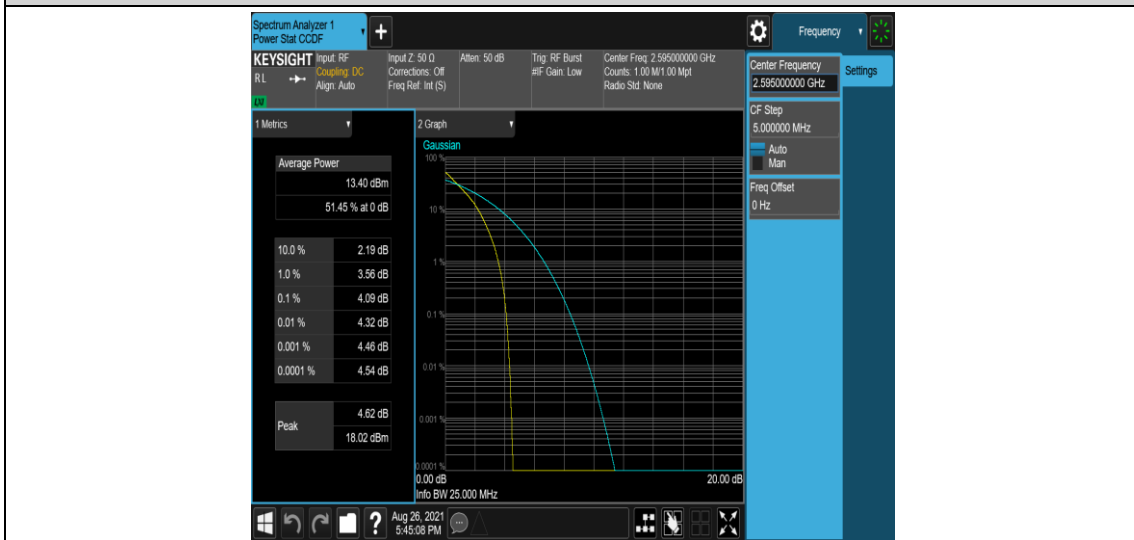 Spectrum Analyzer 1
Power Stat CCDF
+
Frequency
KEYSIGHT
RL
Input: RF
Coupling: DC
Align: Auto
Input Z: 50 Ω
Corrections: Off
Freq Ref: Int (S)
Atten: 50 dB
Trig: RF Burst
#IF Gain: Low
Center Freq: 2.595000000 GHz
Counts: 1.00 M/1.00 Mpt
Radio Std: None
Center Frequency
2.595000000 GHz
Settings
CF Step
5.000000 MHz
Auto
Man
Freq Offset
0 Hz
1 Metrics
Average Power
13.40 dBm
51.45 % at 0 dB
10.0 % 2.19 dB
1.0 % 3.56 dB
0.1 % 4.09 dB
0.01 % 4.32 dB
0.001 % 4.46 dB
0.0001 % 4.54 dB
Peak
4.62 dB
18.02 dBm
2 Graph
Gaussian
100 %
10 %
1 %
0.1 %
0.01 %
0.001 %
0.0001 %
0.00 dB
20.00 dB
Info BW 25.000 MHz
?
Aug 26, 2021
5:45:08 PM